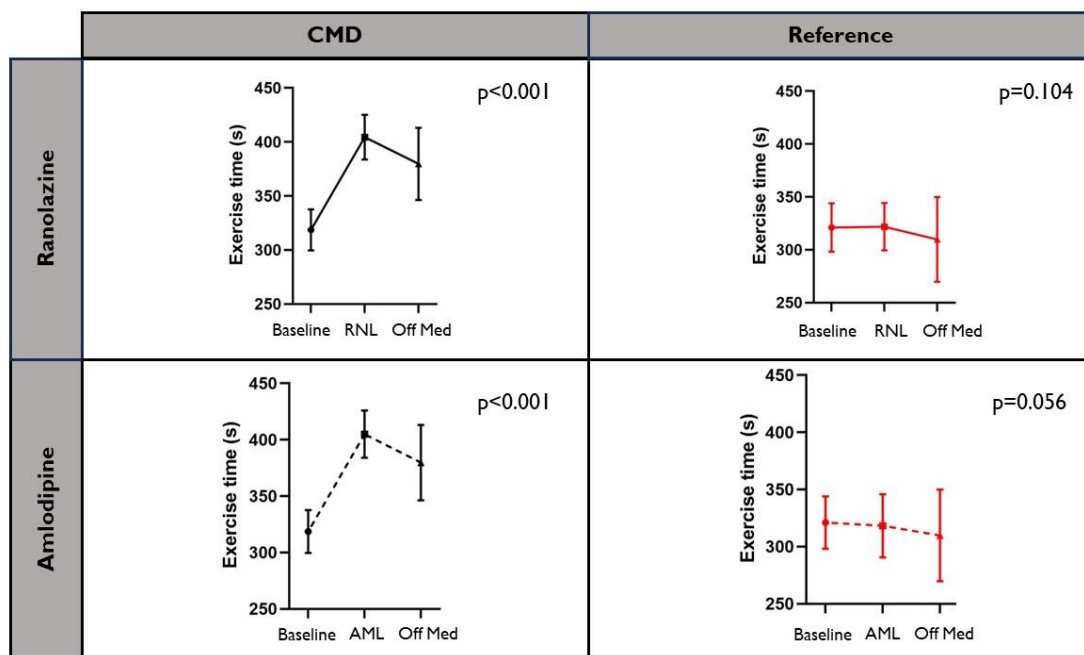 CMD
Reference
Ranolazine
p<0.001
Exercise time (s)
450
400
350
300
250
Baseline RNL Off Med
p=0.104
Exercise time (s)
450
400
350
300
250
Baseline RNL Off Med
Amlodipine
p<0.001
Exercise time (s)
450
400
350
300
250
Baseline AML Off Med
p=0.056
Exercise time (s)
450
400
350
300
250
Baseline AML Off Med